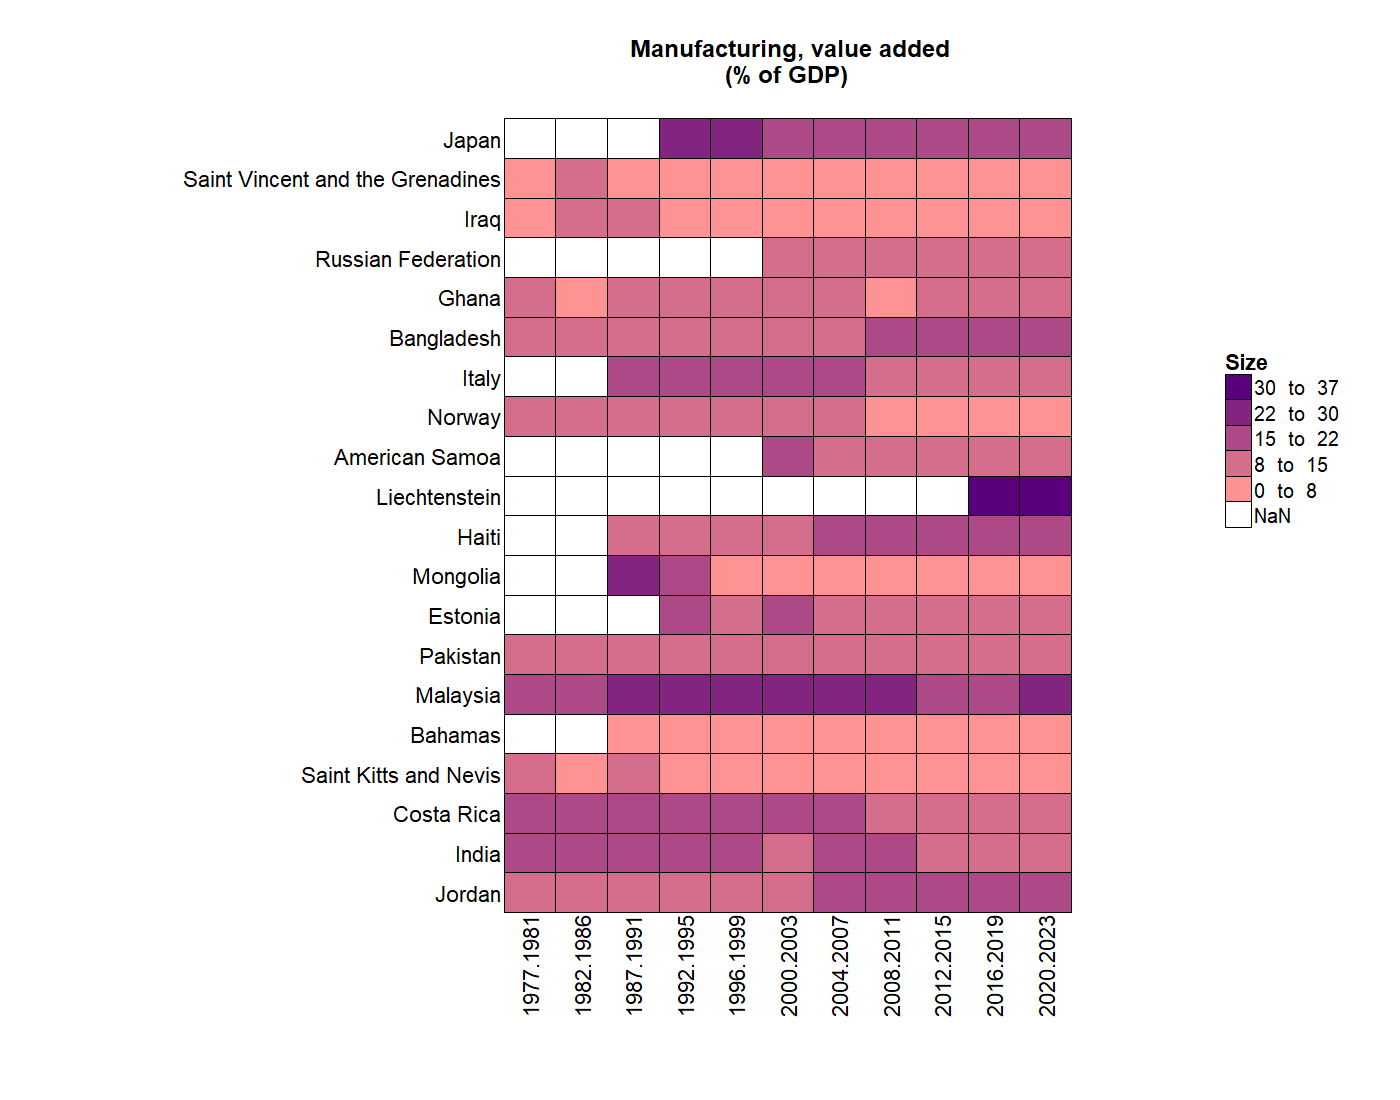 Manufacturing, value added
(% of GDP)
Japan
Saint Vincent and the Grenadines
Iraq
Russian Federation
Ghana
Bangladesh
Italy
Norway
American Samoa
Liechtenstein
Haiti
Mongolia
Estonia
Pakistan
Malaysia
Bahamas
Saint Kitts and Nevis
Costa Rica
India
Jordan
1977.1981
1982.1986
1987.1991
1992.1995
1996.1999
2000.2003
2004.2007
2008.2011
2012.2015
2016.2019
2020.2023
Size
30 to 37
22 to 30
15 to 22
8 to 15
0 to 8
NaN